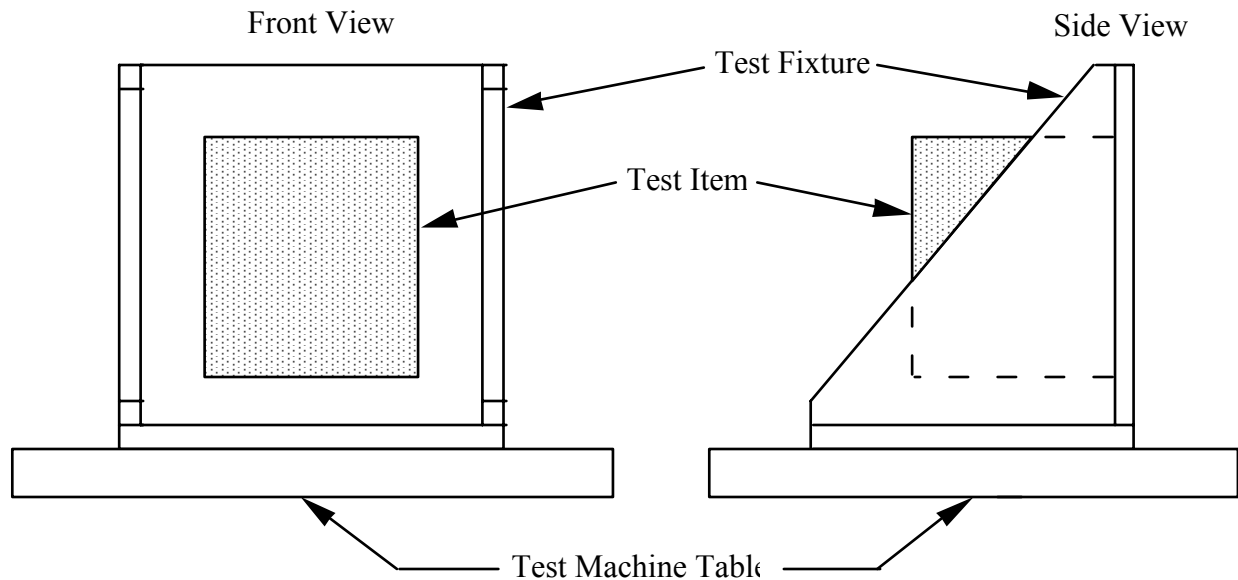 Front View
Side View
Test Fixture
Test Item
Test Machine Table